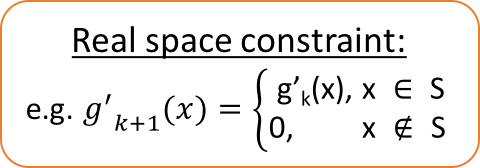 Real space constraint:
e.g. g′ₖ₊₁(x) = { g’ₖ(x), x ∈ S
0, x ∉ S